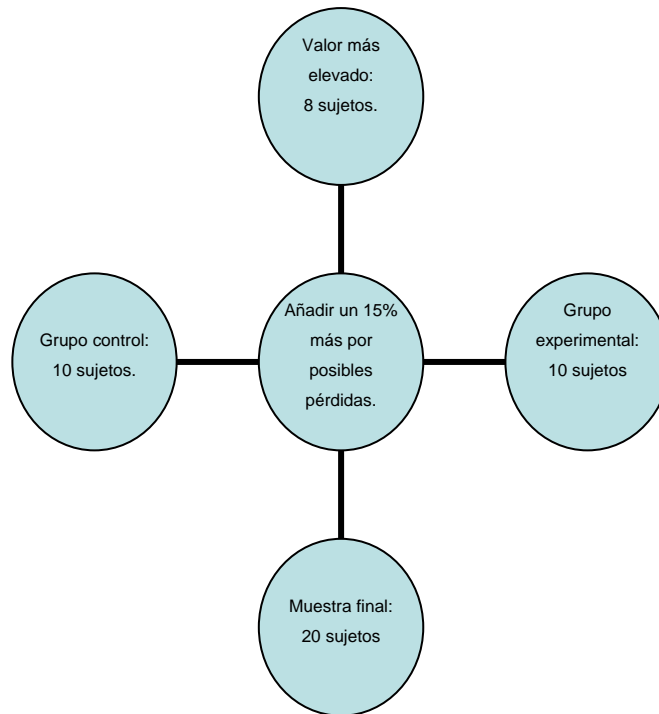 Valor más
elevado:
8 sujetos.
Grupo control:
10 sujetos.
Añadir un 15%
más por
posibles
pérdidas.
Grupo
experimental:
10 sujetos
Muestra final:
20 sujetos